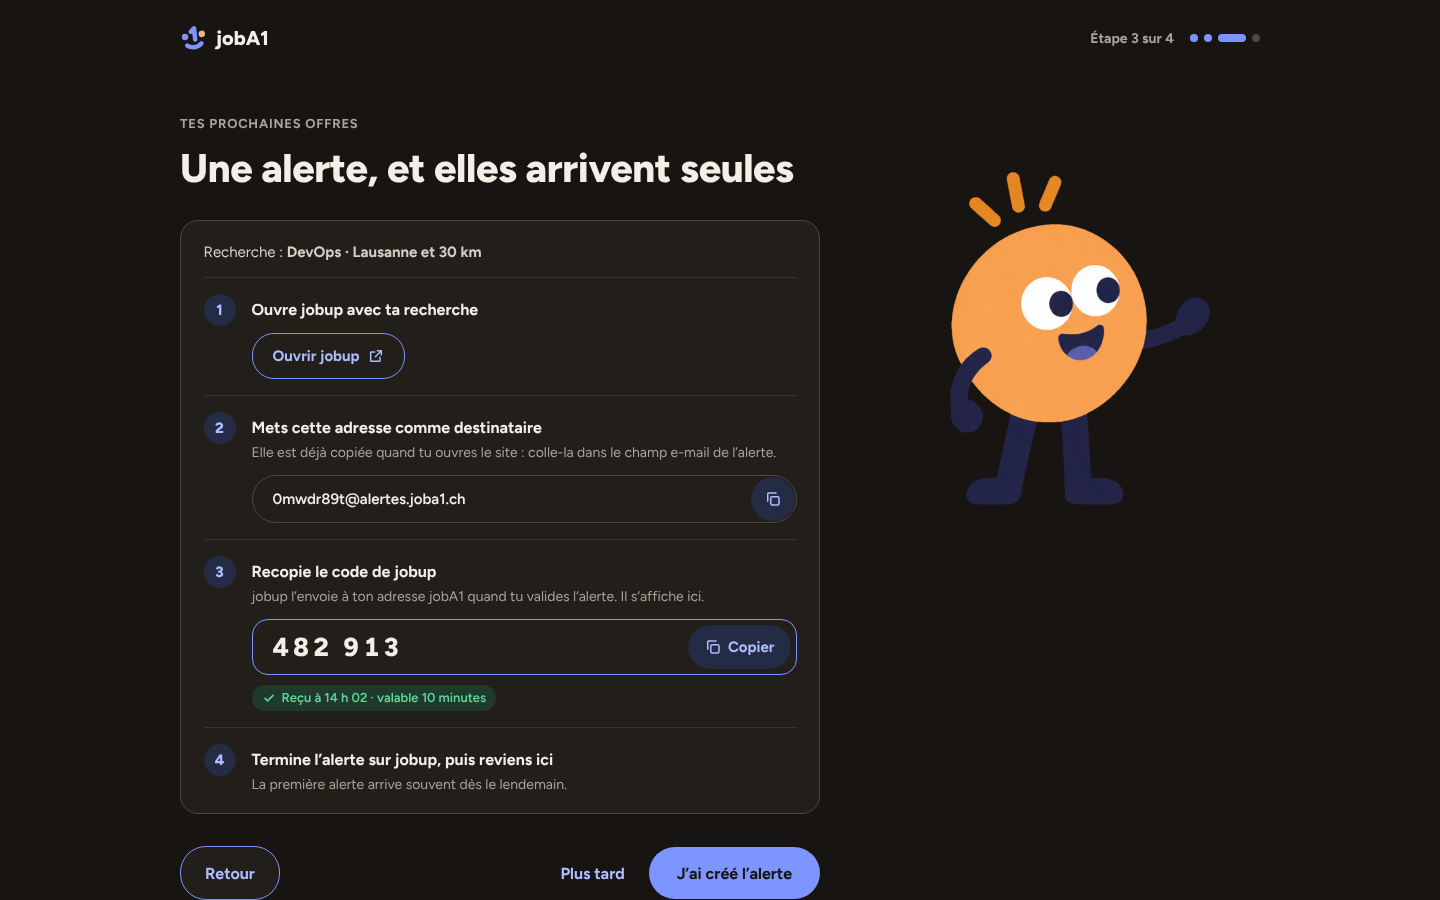 jobA1
Étape 3 sur 4
TES PROCHAINES OFFRES
Une alerte, et elles arrivent seules
Recherche : DevOps · Lausanne et 30 km
1
Ouvre jobup avec ta recherche
Ouvrir jobup
2
Mets cette adresse comme destinataire
Elle est déjà copiée quand tu ouvres le site : colle-la dans le champ e-mail de l’alerte.
0mwdr89t@alertes.joba1.ch
3
Recopie le code de jobup
jobup l’envoie à ton adresse jobA1 quand tu valides l’alerte. Il s’affiche ici.
482 913
Copier
Reçu à 14 h 02 · valable 10 minutes
4
Termine l’alerte sur jobup, puis reviens ici
La première alerte arrive souvent dès le lendemain.
Retour
Plus tard
J’ai créé l’alerte